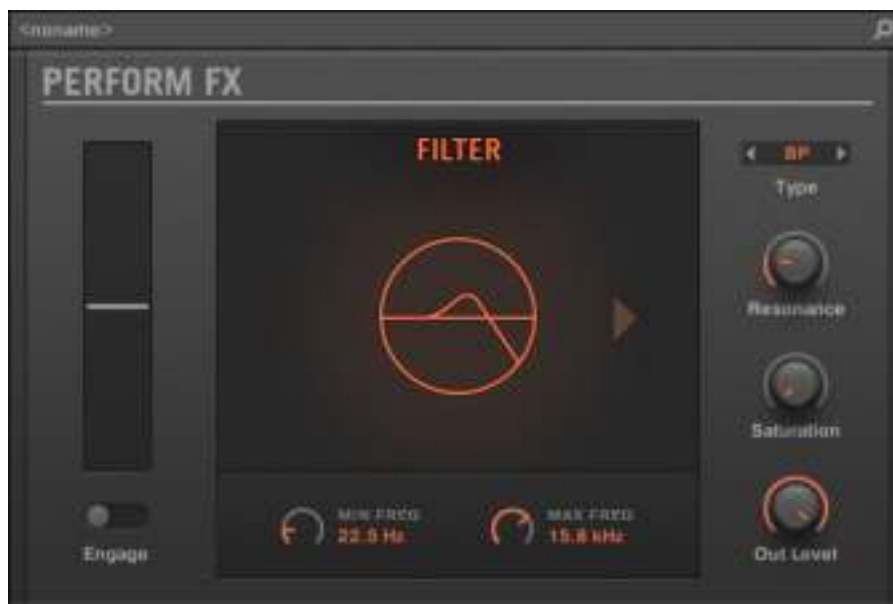 <noname>
PERFORM FX
FILTER
BP
Type
Resonance
Saturation
MIN FREQ
22.5 Hz
MAX FREQ
15.8 kHz
Engage
Out Level